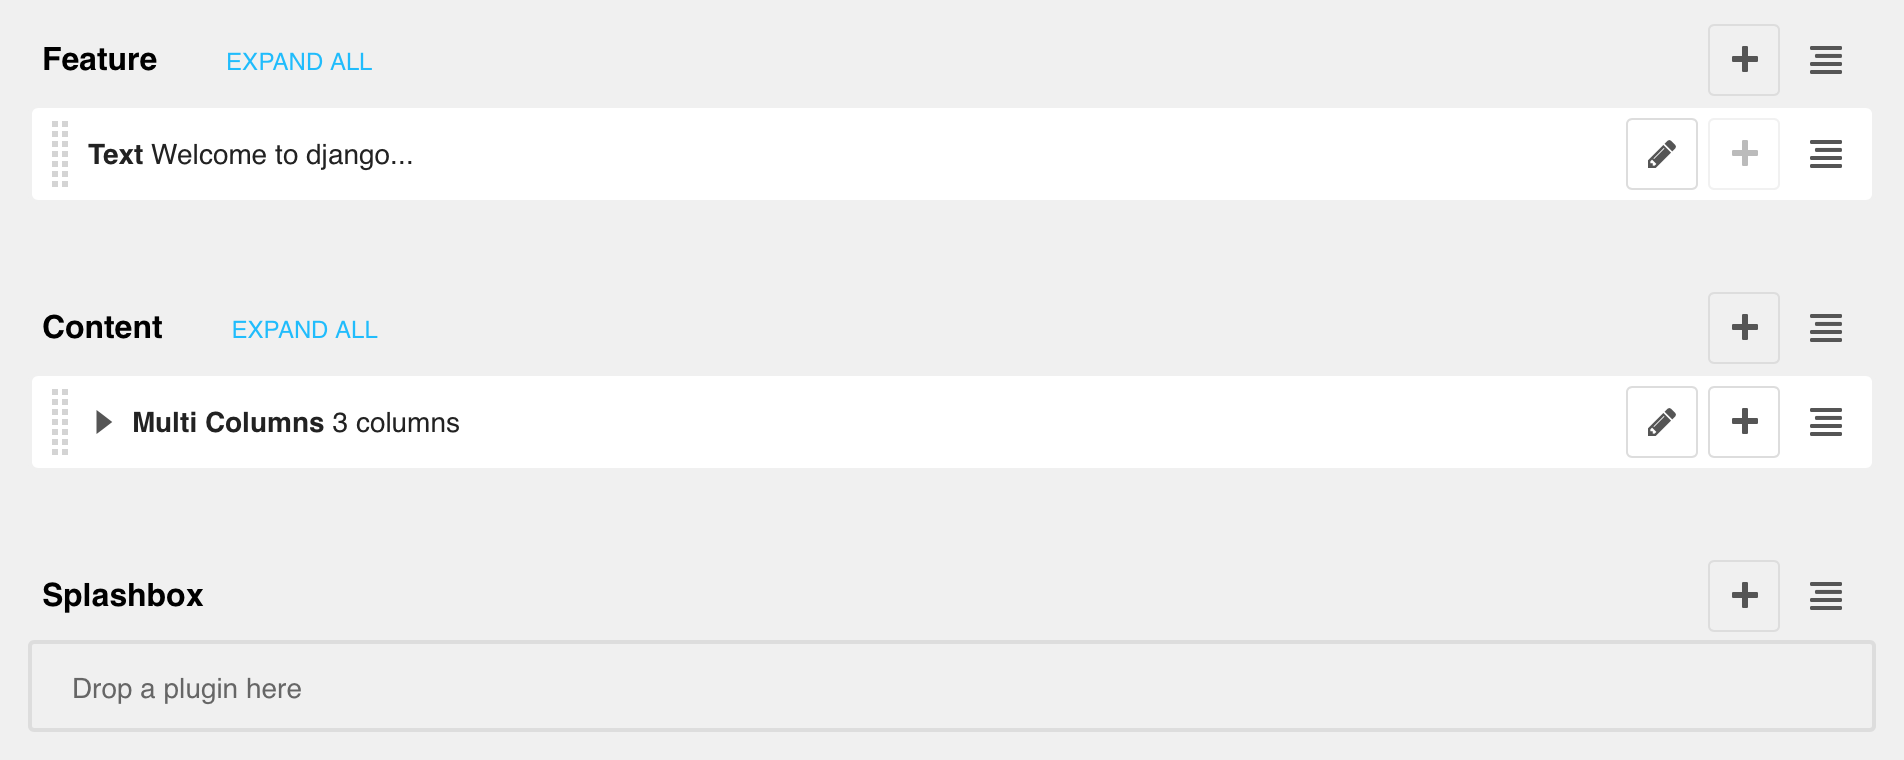 Feature EXPAND ALL
Text Welcome to django...
Content EXPAND ALL
Multi Columns 3 columns
Splashbox
Drop a plugin here